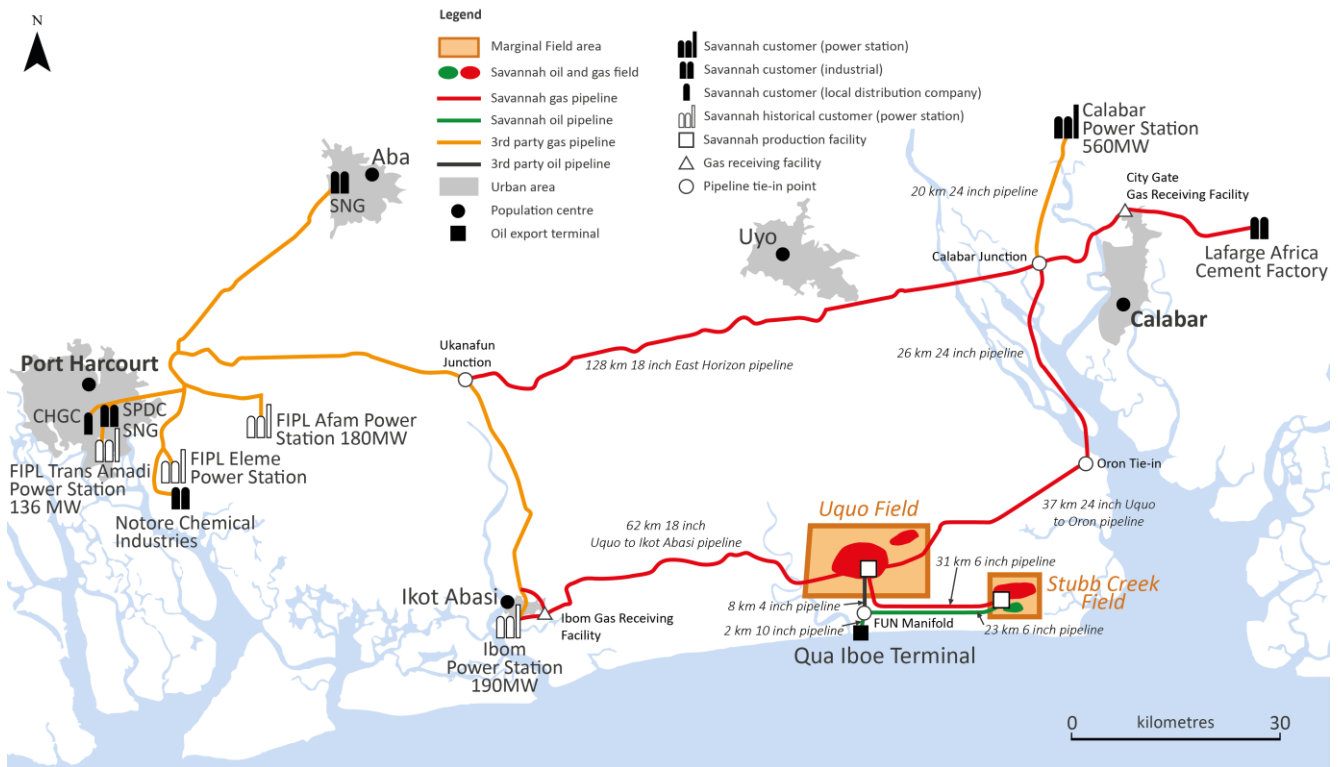 N
Legend
Marginal Field area
Savannah oil and gas field
Savannah gas pipeline
Savannah oil pipeline
3rd party gas pipeline
3rd party oil pipeline
Urban area
Population centre
Oil export terminal
Savannah customer (power station)
Savannah customer (industrial)
Savannah customer (local distribution company)
Savannah historical customer (power station)
Savannah production facility
Gas receiving facility
Pipeline tie-in point
Calabar
Power Station
560MW
Aba
SNG
20 km 24 inch pipeline
City Gate
Gas Receiving Facility
Uyo
Calabar Junction
Lafarge Africa
Cement Factory
Calabar
Ukanafun
Junction
128 km 18 inch East Horizon pipeline
26 km 24 inch pipeline
Port Harcourt
CHGC
SPDC
SNG
FIPL Afam Power
Station 180MW
FIPL Trans Amadi
Power Station
136 MW
FIPL Eleme
Power Station
Notore Chemical
Industries
Oron Tie-in
Uquo Field
37 km 24 inch Uquo
to Oron pipeline
62 km 18 inch
Uquo to Ikot Abasi pipeline
31 km 6 inch pipeline
Stubb Creek
Field
Ikot Abasi
8 km 4 inch pipeline
Ibom Gas Receiving
Facility
FUN Manifold
2 km 10 inch pipeline
23 km 6 inch pipeline
Ibom
Power Station
190MW
Qua Iboe Terminal
0 kilometres 30